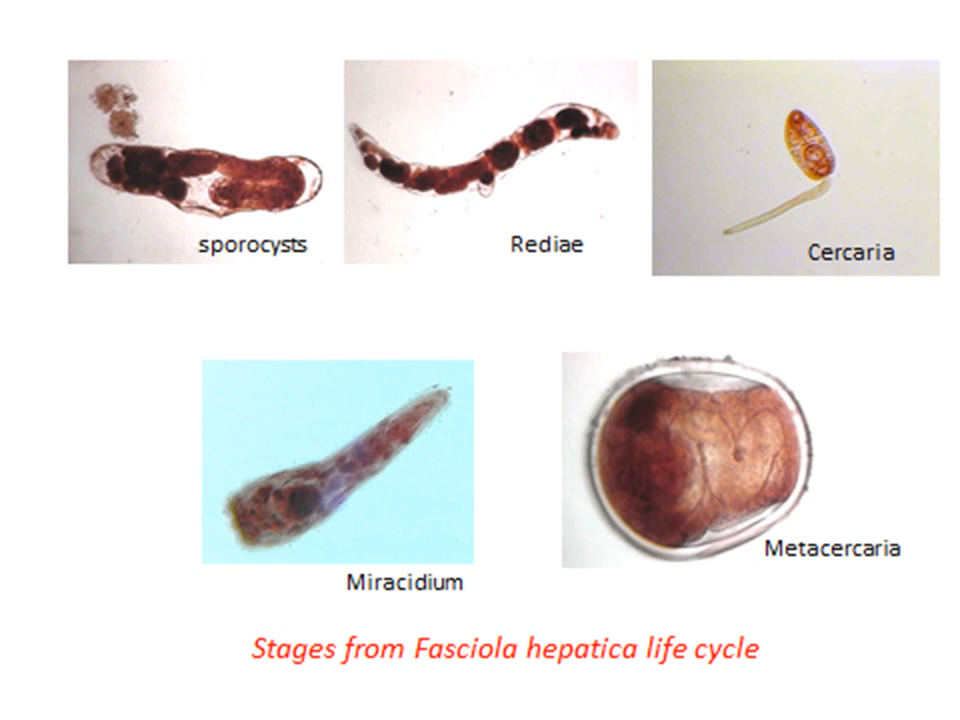 sporocysts
Rediae
Cercaria
Miracidium
Metacercaria
Stages from Fasciola hepatica life cycle